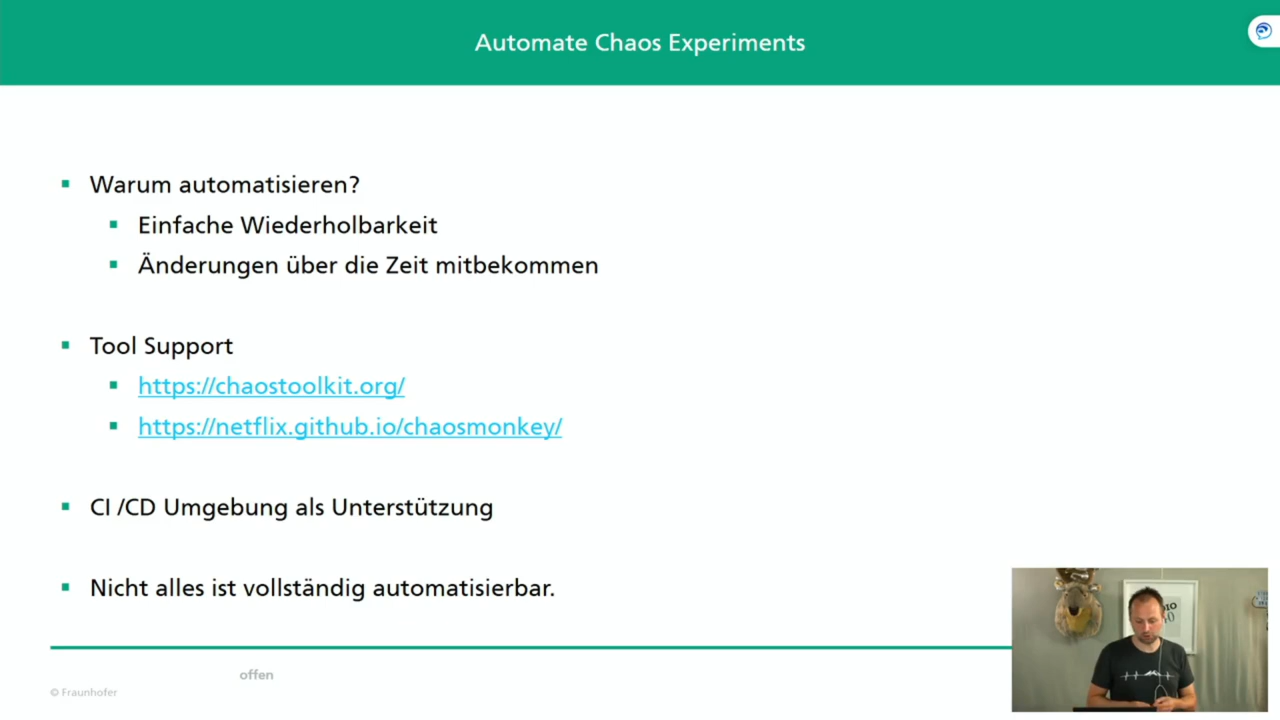 Automate Chaos Experiments
Warum automatisieren?
Einfache Wiederholbarkeit
Änderungen über die Zeit mitbekommen
Tool Support
https://chaostoolkit.org/
https://netflix.github.io/chaosmonkey/
CI /CD Umgebung als Unterstützung
Nicht alles ist vollständig automatisierbar.
offen
© Fraunhofer